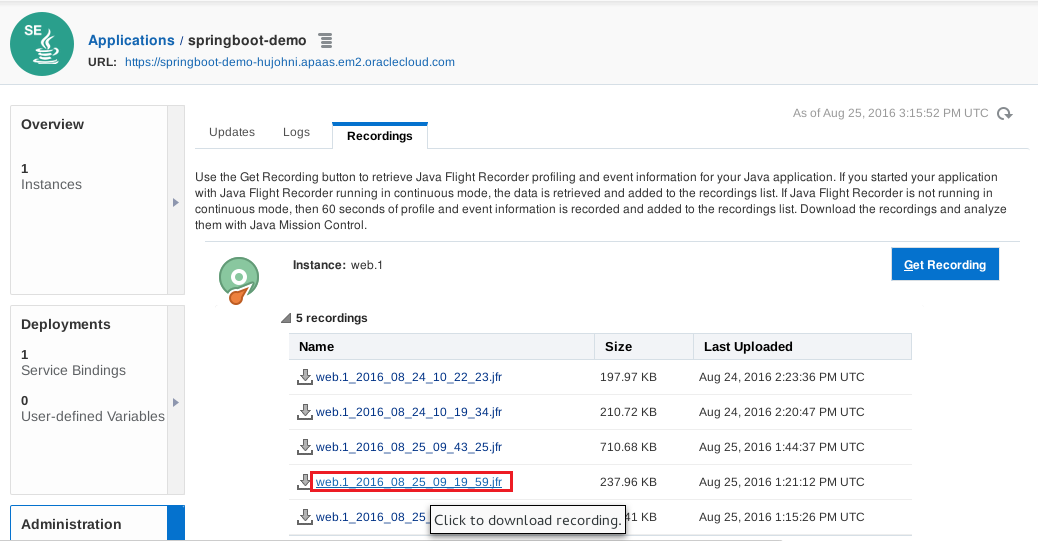 SE
Applications / springboot-demo
URL: https://springboot-demo-hujohni.apaas.em2.oraclecloud.com
As of Aug 25, 2016 3:15:52 PM UTC
Overview
1
Instances
Deployments
1
Service Bindings
0
User-defined Variables
Administration
Updates Logs Recordings
Use the Get Recording button to retrieve Java Flight Recorder profiling and event information for your Java application. If you started your application
with Java Flight Recorder running in continuous mode, the data is retrieved and added to the recordings list. If Java Flight Recorder is not running in
continuous mode, then 60 seconds of profile and event information is recorded and added to the recordings list. Download the recordings and analyze
them with Java Mission Control.
Instance: web.1
Get Recording
5 recordings
Name Size Last Uploaded
web.1_2016_08_24_10_22_23.jfr 197.97 KB Aug 24, 2016 2:23:36 PM UTC
web.1_2016_08_24_10_19_34.jfr 210.72 KB Aug 24, 2016 2:20:47 PM UTC
web.1_2016_08_25_09_43_25.jfr 710.68 KB Aug 25, 2016 1:44:37 PM UTC
web.1_2016_08_25_09_19_59.jfr 237.96 KB Aug 25, 2016 1:21:12 PM UTC
web.1_2016_08_25_ 41 KB Aug 25, 2016 1:15:26 PM UTC
Click to download recording.